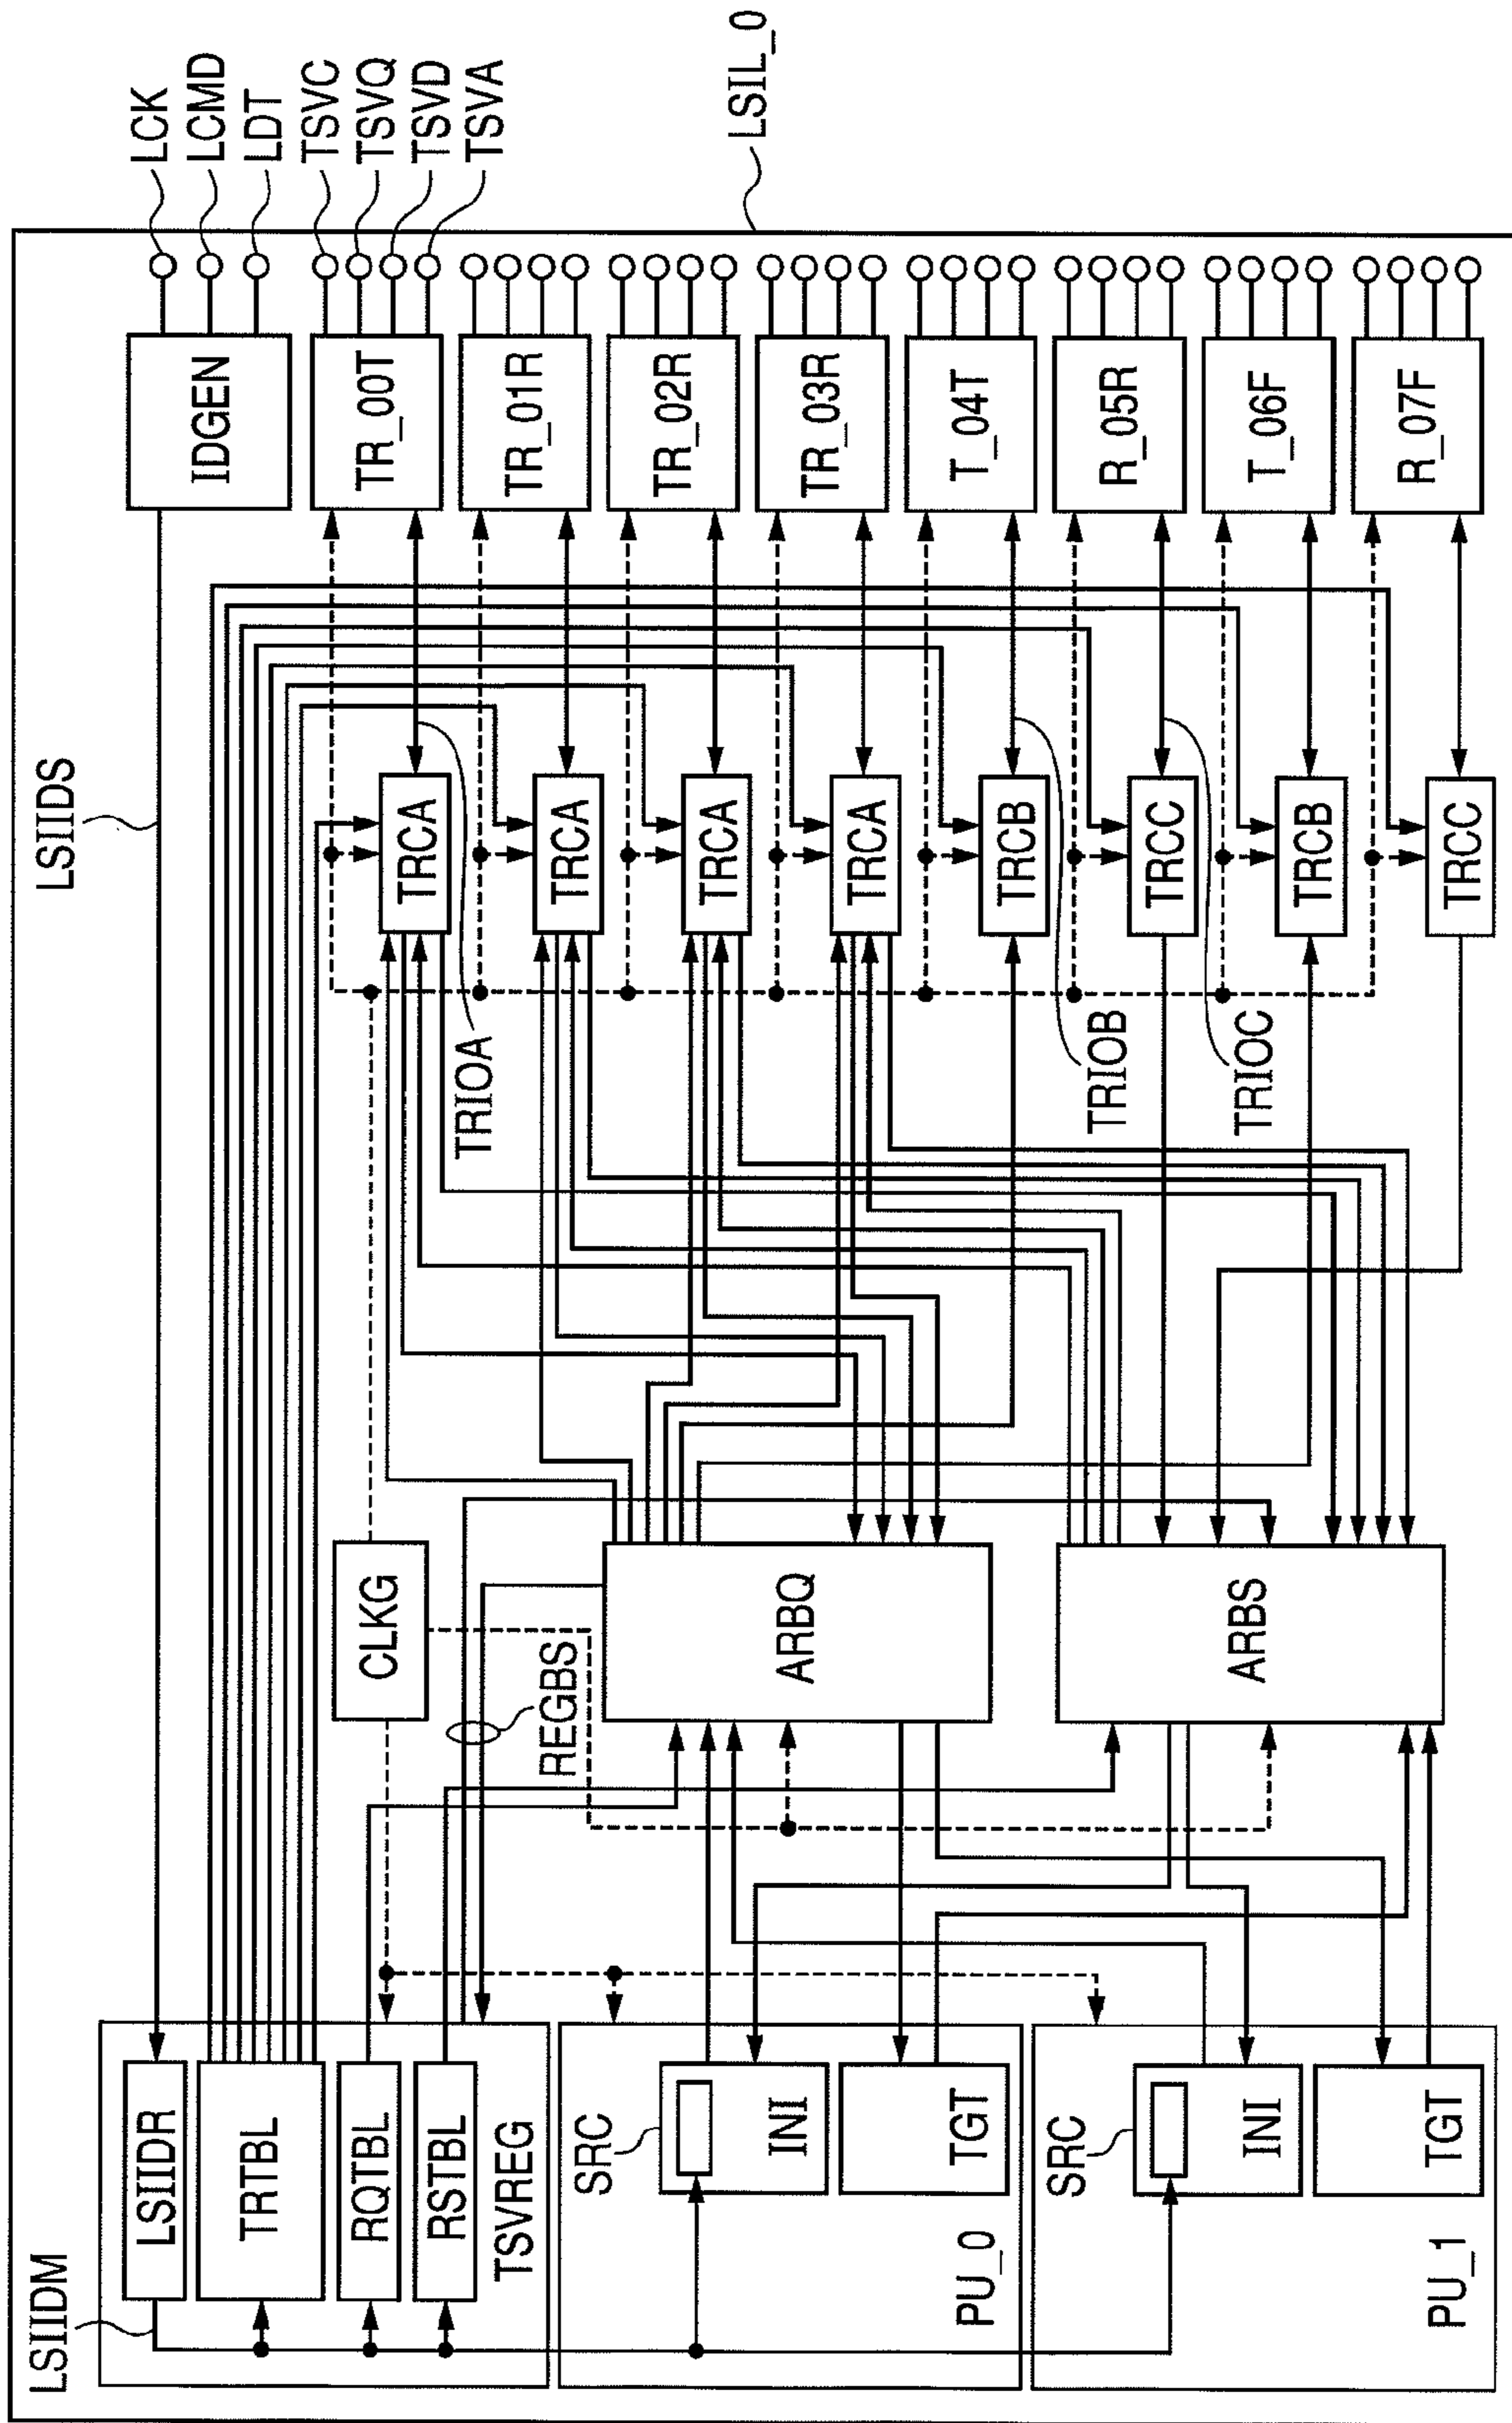 LCK
LCMD
LDT
TSVC
TSVQ
TSVD
TSVA
LSIL_0
LSIIDS
IDGEN
TR_00T
TR_01R
TR_02R
TR_03R
T_04T
R_05R
T_06F
R_07F
TRCA
TRCA
TRCA
TRCA
TRCB
TRCC
TRCB
TRCC
TRIOA
TRIOB
TRIOC
CLKG
REGBS
ARBQ
ARBS
LSIIDM
LSIIDR
TRTBL
RQTBL
RSTBL
TSVREG
SRC
INI
TGT
PU_0
SRC
INI
TGT
PU_1